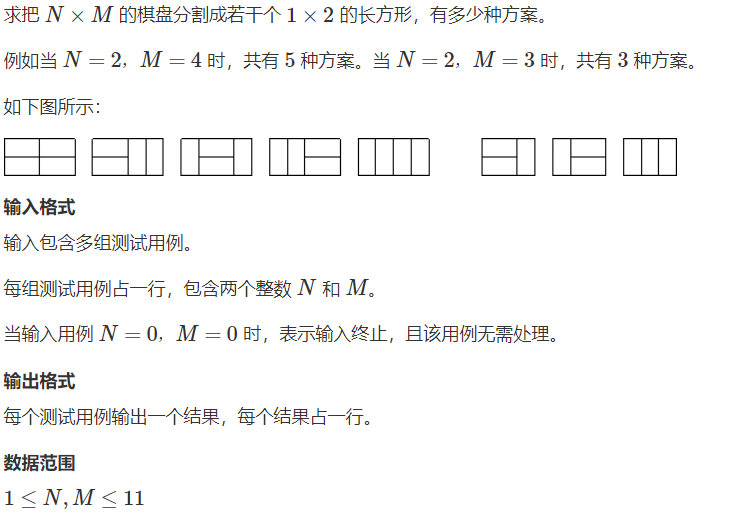 求把 N × M 的棋盘分割成若干个 1 × 2 的长方形，有多少种方案。
例如当 N = 2，M = 4 时，共有 5 种方案。当 N = 2，M = 3 时，共有 3 种方案。
如下图所示：
输入格式
输入包含多组测试用例。
每组测试用例占一行，包含两个整数 N 和 M。
当输入用例 N = 0，M = 0 时，表示输入终止，且该用例无需处理。
输出格式
每个测试用例输出一个结果，每个结果占一行。
数据范围
1 ≤ N, M ≤ 11